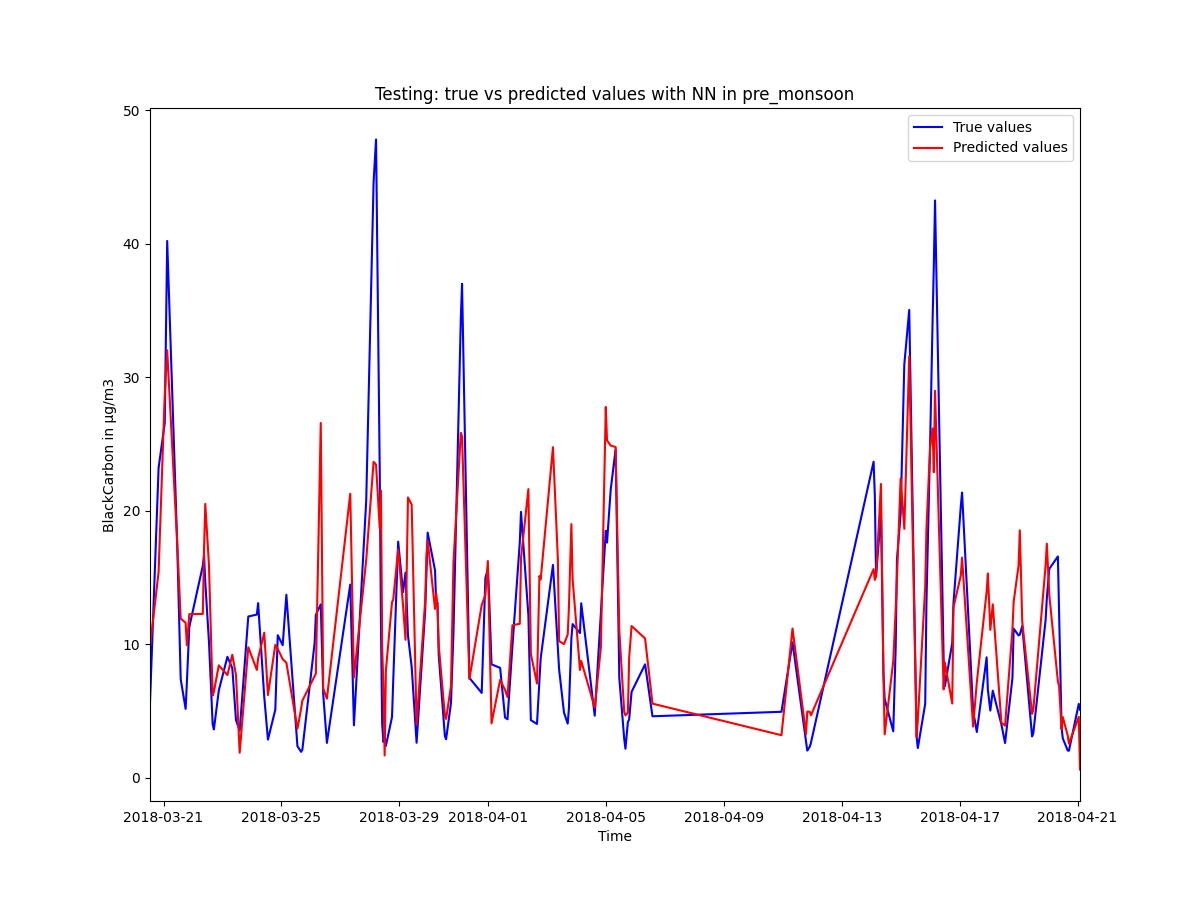 Testing: true vs predicted values with NN in pre_monsoon
True values
Predicted values
BlackCarbon in µg/m3
50
40
30
20
10
0
2018-03-21 2018-03-25 2018-03-29 2018-04-01 2018-04-05 2018-04-09 2018-04-13 2018-04-17 2018-04-21
Time